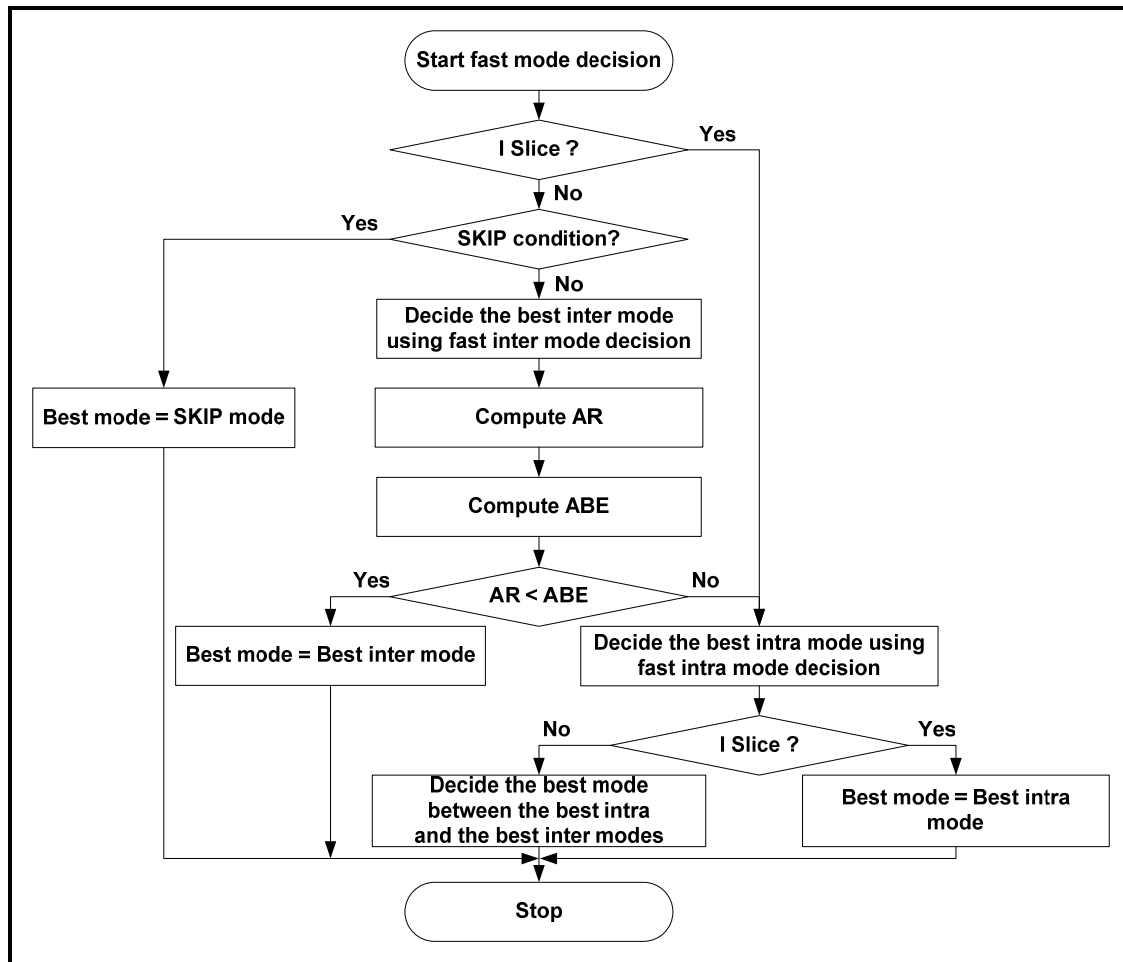 Start fast mode decision
I Slice ?
Yes
No
Yes
SKIP condition?
No
Decide the best inter mode
using fast inter mode decision
Best mode = SKIP mode
Compute AR
Compute ABE
Yes
AR < ABE
No
Best mode = Best inter mode
Decide the best intra mode using
fast intra mode decision
No
I Slice ?
Yes
Decide the best mode
between the best intra
and the best inter modes
Best mode = Best intra
mode
Stop